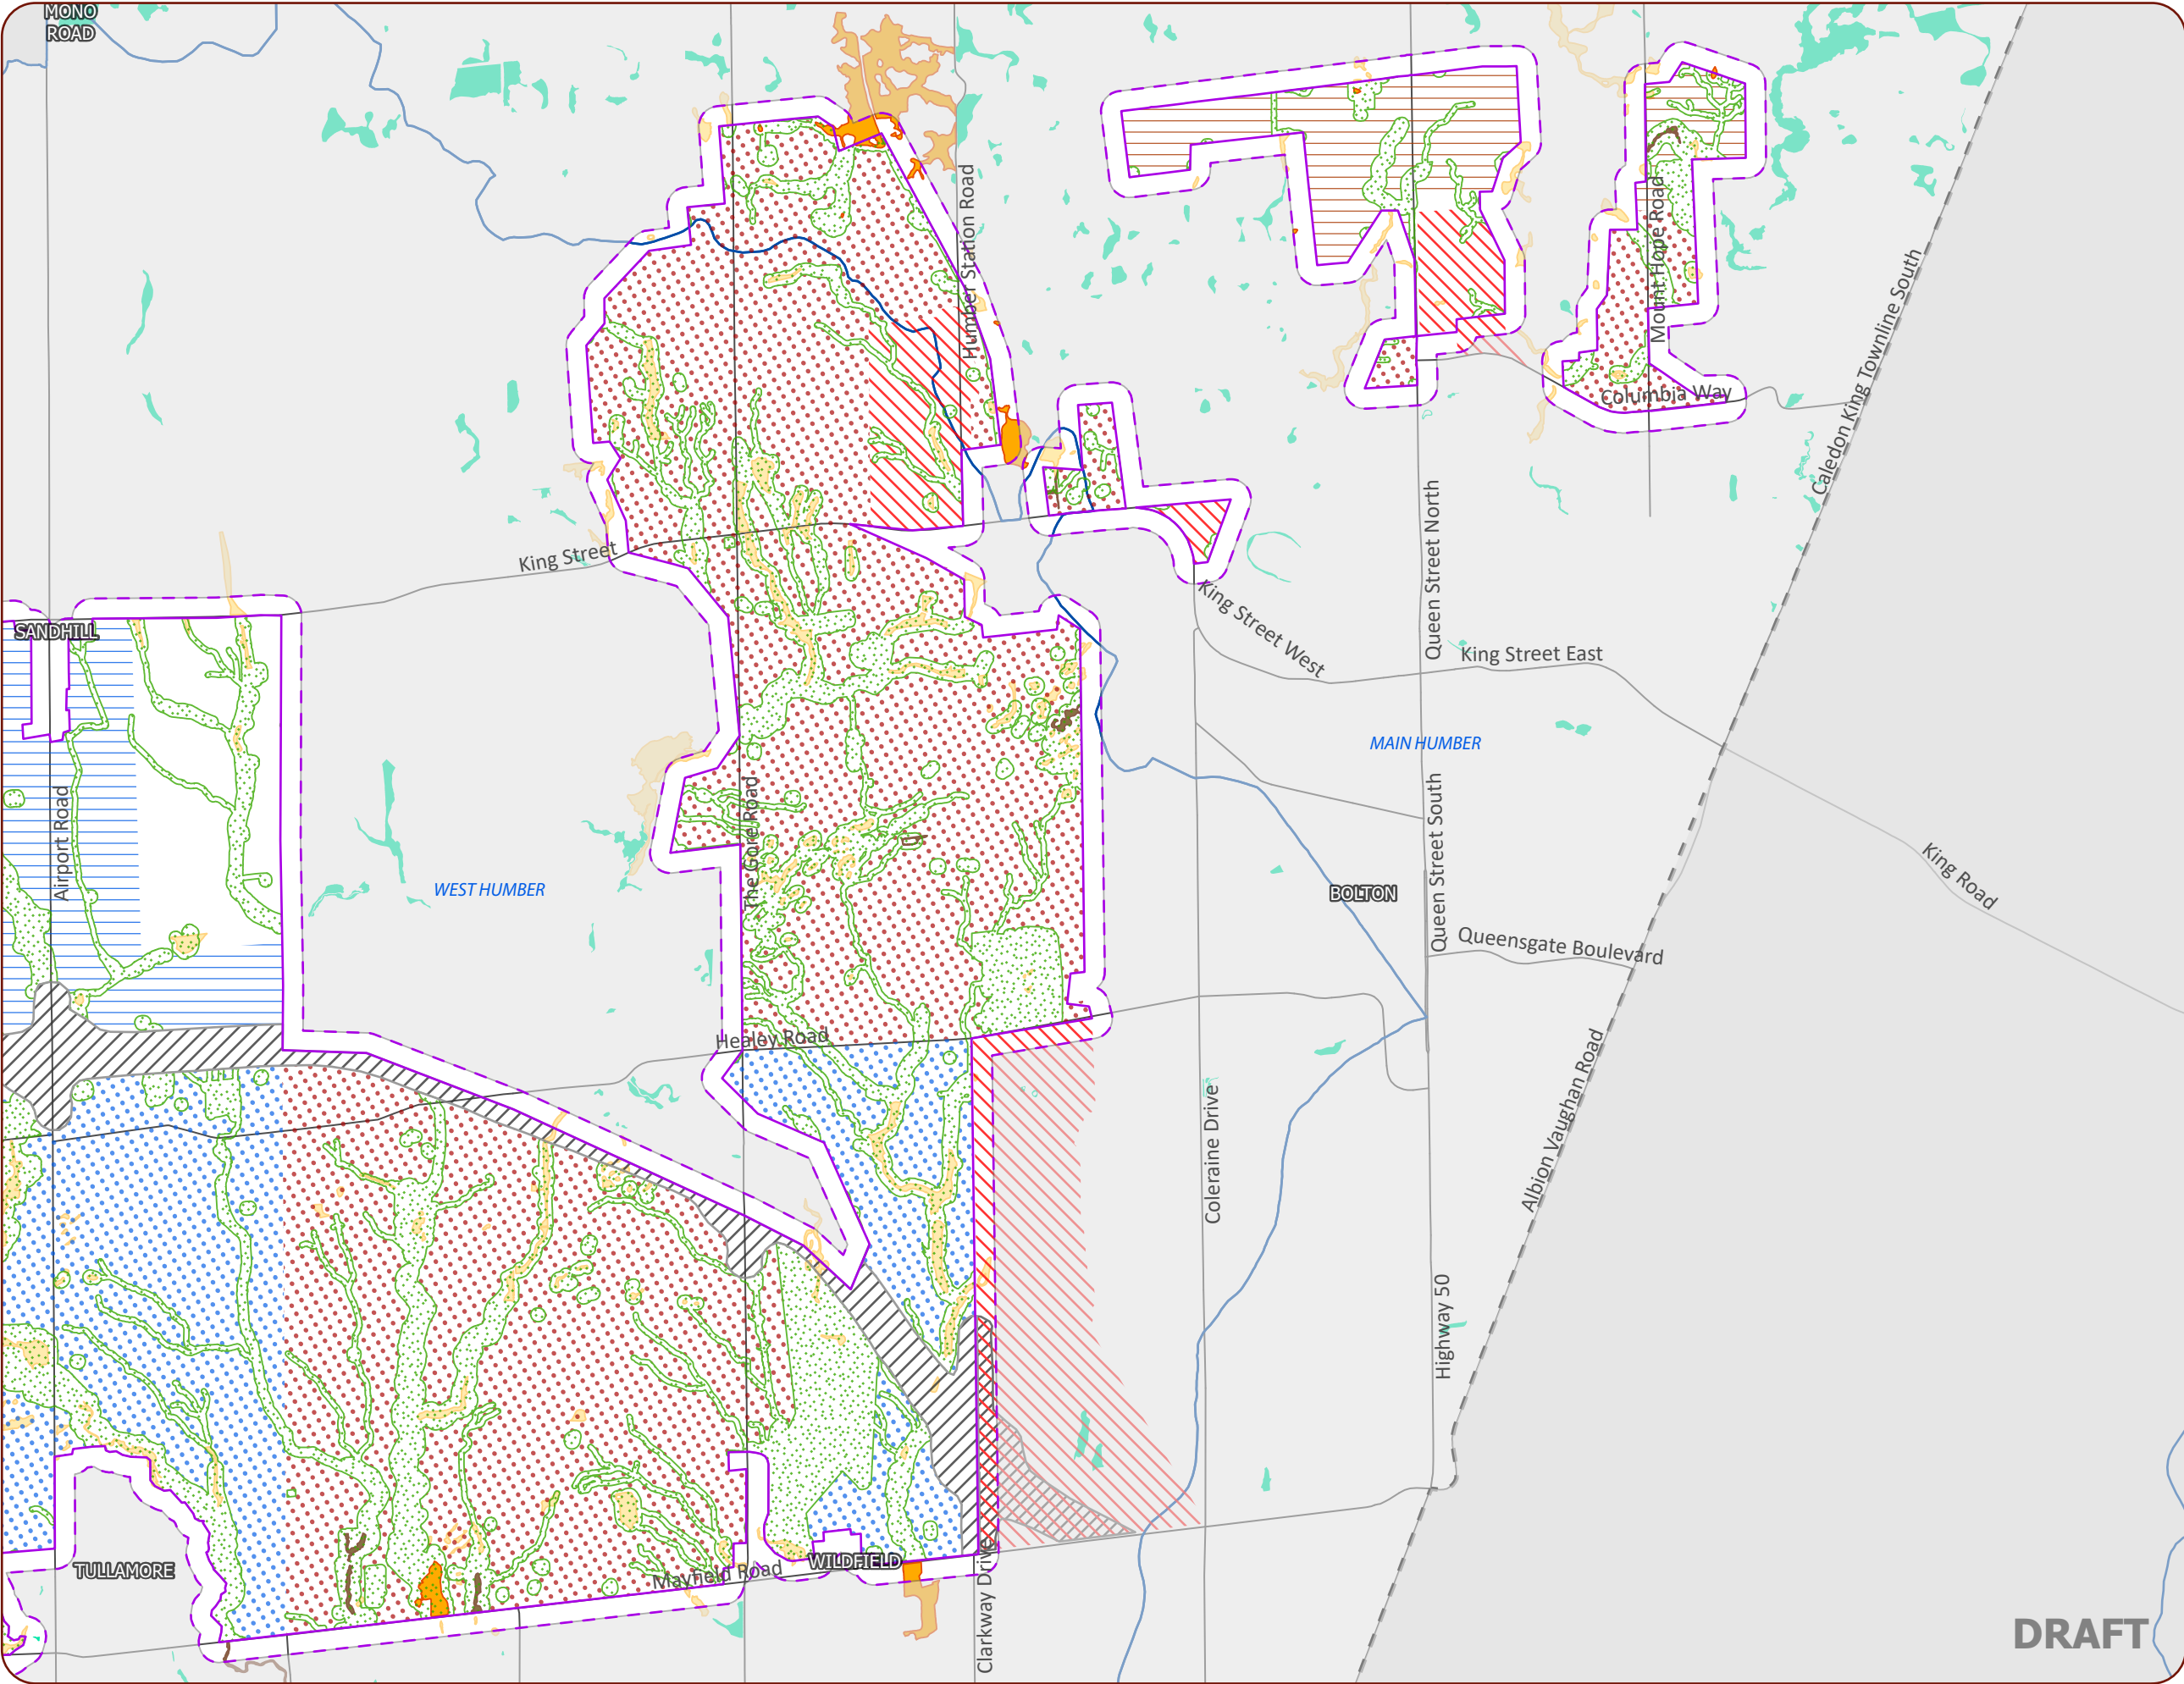 MONO
ROAD
Humber Station Road
Mount Hope Road
Caledon King Townline South
Columbia Way
King Street
Queen Street North
SANDHILL
King Street West
King Street East
MAIN HUMBER
Airport Road
The Gore Road
Queen Street South
WEST HUMBER
BOLTON
King Road
Queensgate Boulevard
Healey Road
Coleraine Drive
Albion Vaughan Road
Highway 50
TULLAMORE
Mayfield Road
WILDFIELD
Clarkway Drive
DRAFT